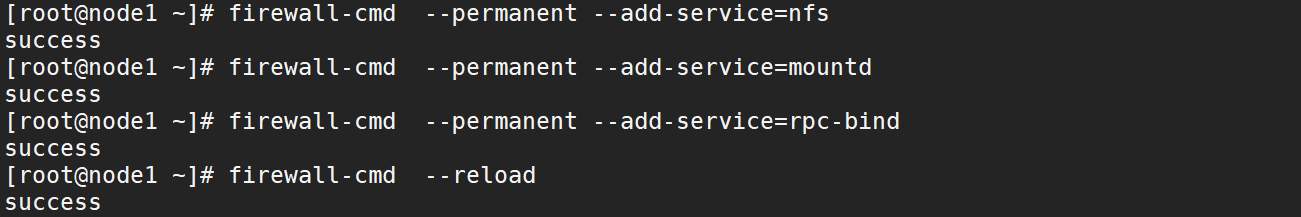 [root@node1 ~]# firewall-cmd  --permanent --add-service=nfs
success
[root@node1 ~]# firewall-cmd  --permanent --add-service=mountd
success
[root@node1 ~]# firewall-cmd  --permanent --add-service=rpc-bind
success
[root@node1 ~]# firewall-cmd  --reload
success